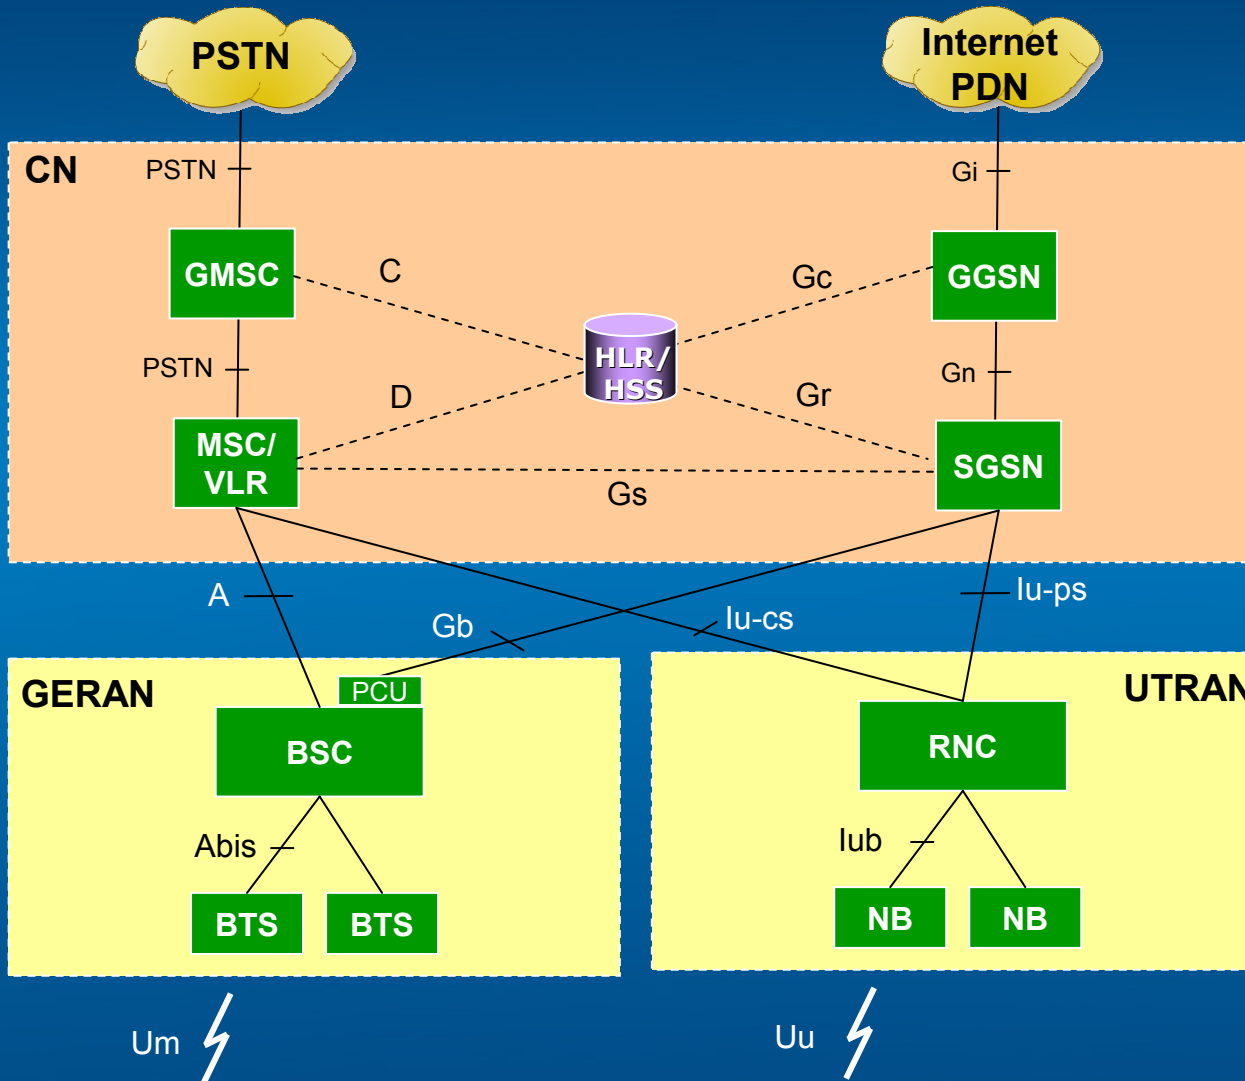 PSTN
Internet
PDN
CN
PSTN
Gi
GMSC
C
Gc
GGSN
HLR/
HSS
PSTN
Gn
D
Gr
MSC/
VLR
SGSN
Gs
A
Gb
Iu-cs
Iu-ps
GERAN
PCU
UTRAN
BSC
RNC
Abis
Iub
BTS
BTS
NB
NB
Um
Uu